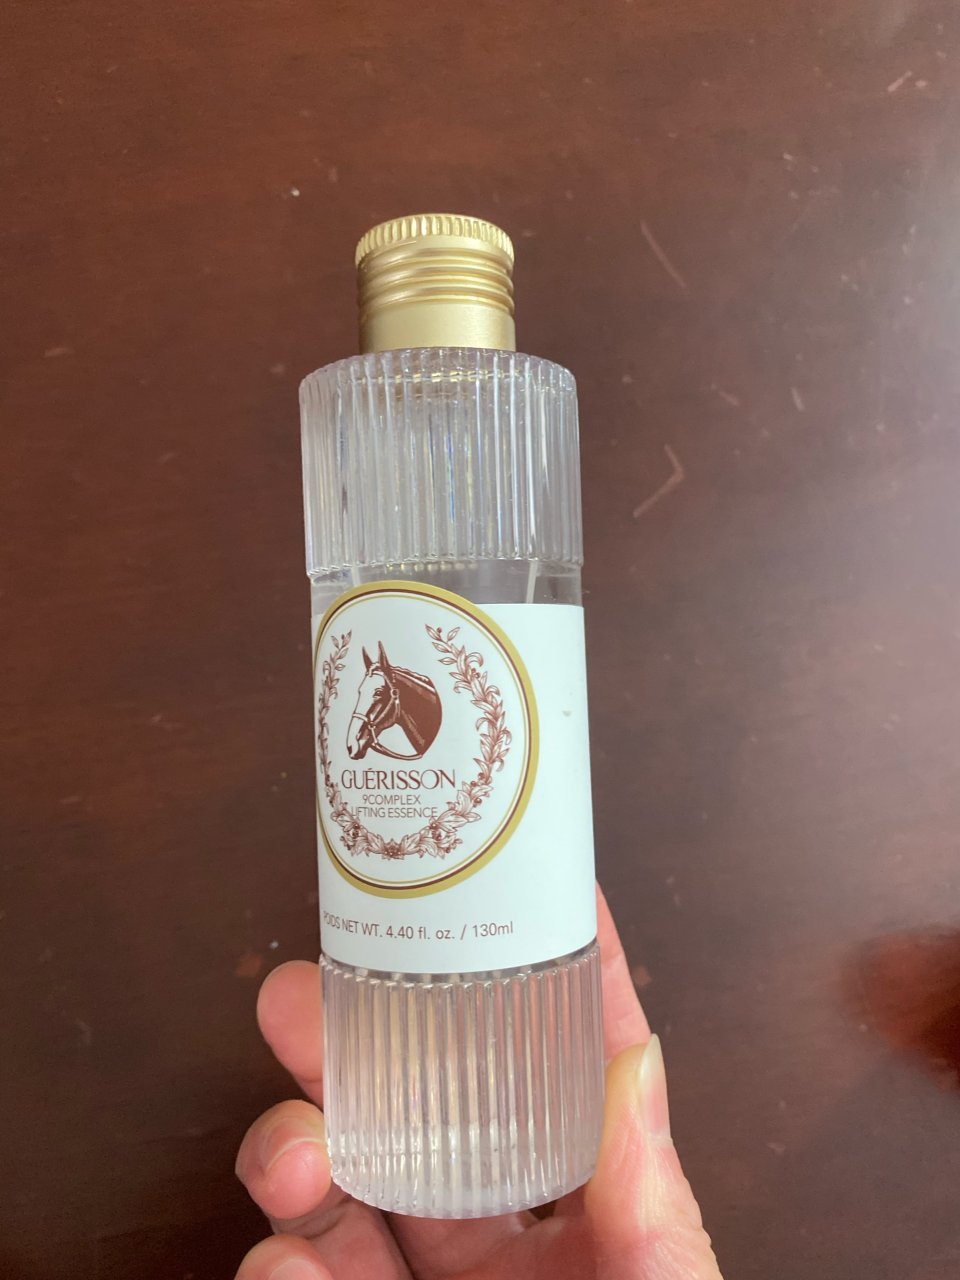 GUÉRISSON
9COMPLEX
LIFTING ESSENCE
POIDS NET WT. 4.40 fl. oz. / 130ml